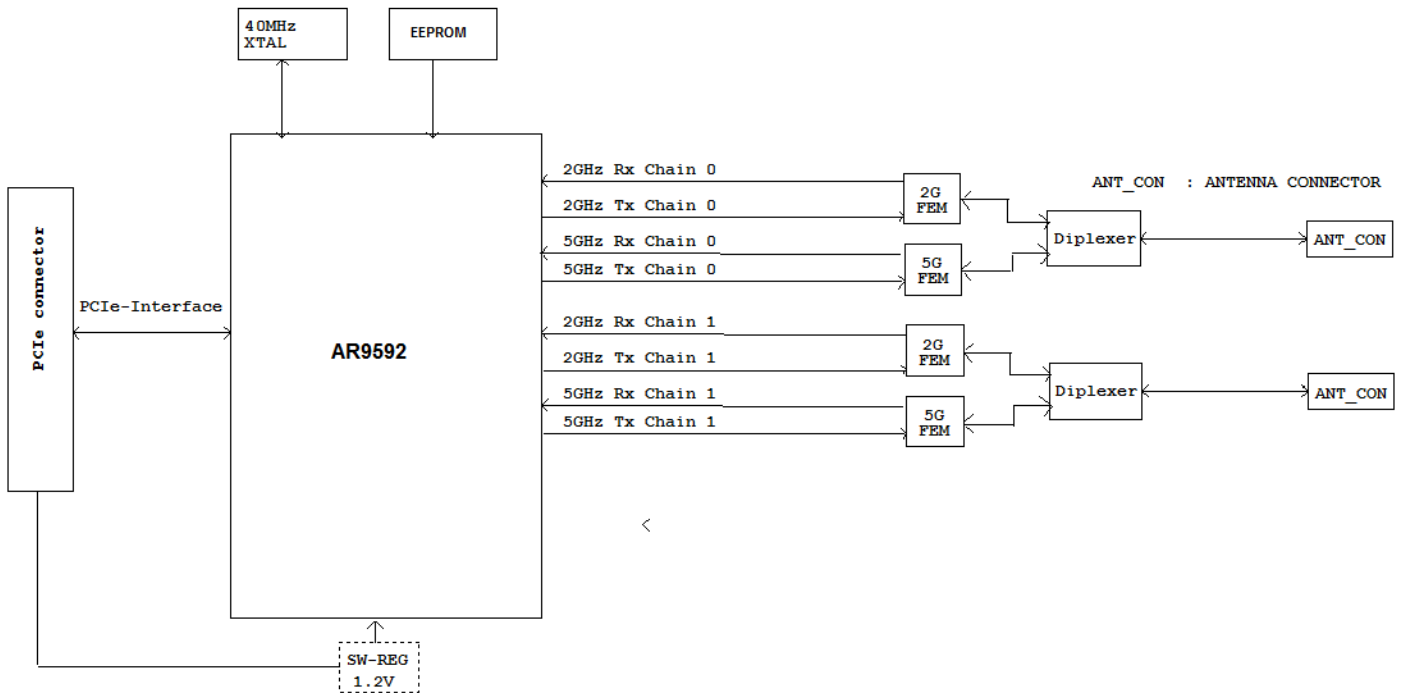 40MHz
XTAL
EEPROM
2GHz Rx Chain 0
2GHz Tx Chain 0
5GHz Rx Chain 0
5GHz Tx Chain 0
2G
FEM
5G
FEM
ANT_CON : ANTENNA CONNECTOR
Diplexer
ANT_CON
PCIe connector
PCIe-Interface
AR9592
2GHz Rx Chain 1
2GHz Tx Chain 1
5GHz Rx Chain 1
5GHz Tx Chain 1
2G
FEM
5G
FEM
Diplexer
ANT_CON
SW-REG
1.2V